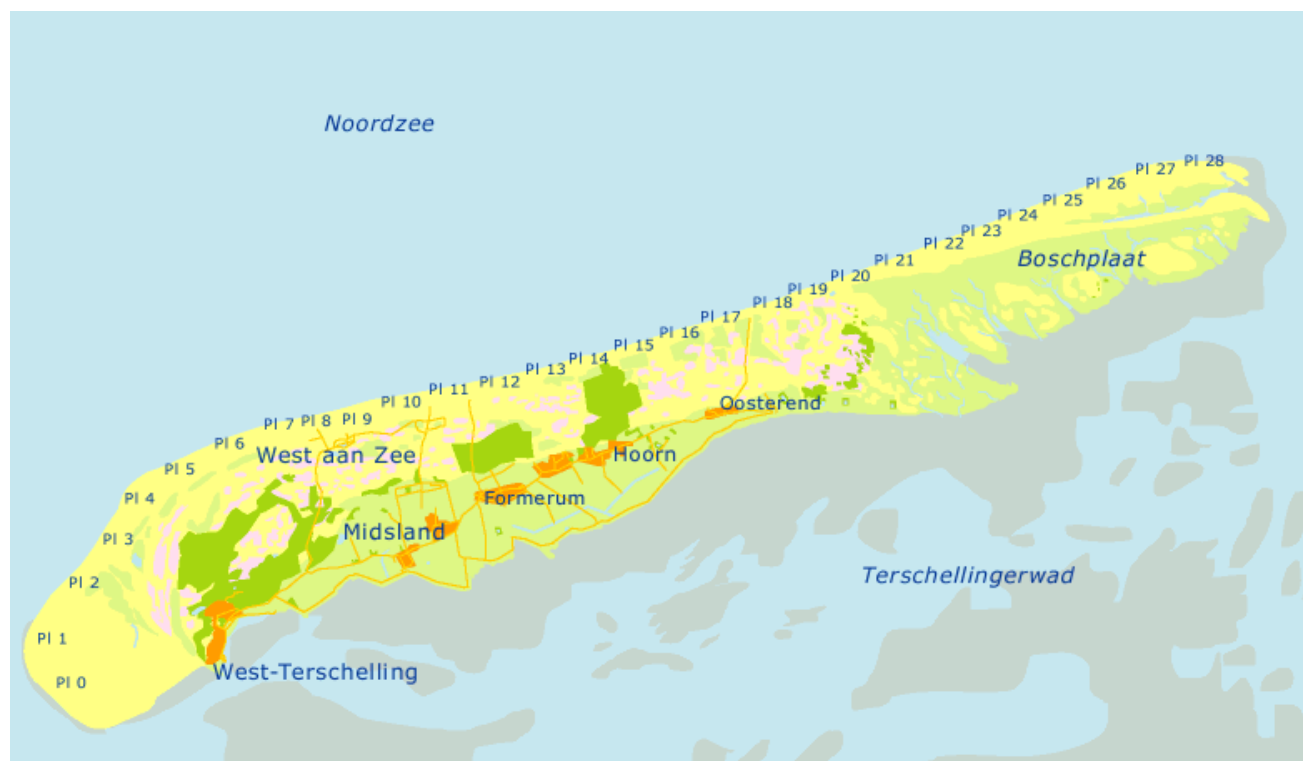 Noordzee
Pl 28
Pl 27
Pl 26
Pl 25
Pl 24
Pl 23
Pl 22
Boschplaat
Pl 21
Pl 20
Pl 19
Pl 18
Pl 17
Pl 16
Pl 15
Pl 14
Pl 13
Pl 12
Pl 11
Pl 10
Oosterend
Pl 9
Pl 8
Pl 7
Pl 6
West aan Zee
Hoorn
Pl 5
Pl 4
Formerum
Midsland
Pl 3
Terschellingerwad
Pl 2
Pl 1
West-Terschelling
Pl 0